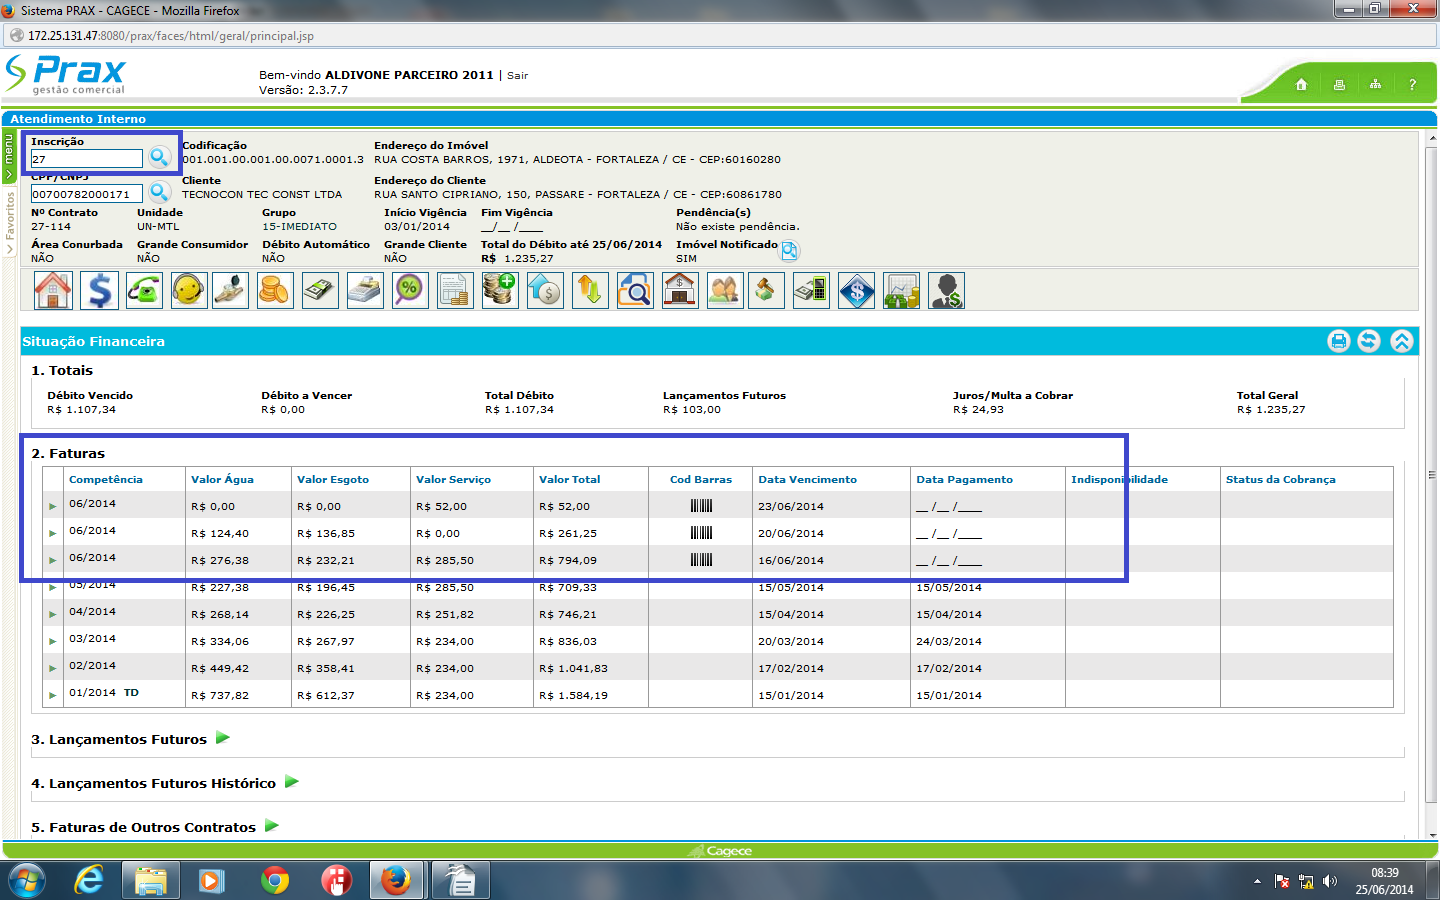 Sistema PRAX - CAGECE - Mozilla Firefox
172.25.131.47:8080/prax/faces/html/geral/principal.jsp
Prax
gestão comercial
Bem-vindo ALDIVONE PARCEIRO 2011 | Sair
Versão: 2.3.7.7
?
Atendimento Interno
menu
Favoritos
Inscrição Codificação Endereço do Imóvel
27 001.001.00.001.00.0071.0001.3 RUA COSTA BARROS, 1971, ALDEOTA - FORTALEZA / CE - CEP:60160280
CPF/CNPJ Cliente Endereço do Cliente
00700782000171 TECNOCON TEC CONST LTDA RUA SANTO CIPRIANO, 150, PASSARE - FORTALEZA / CE - CEP:60861780
Nº Contrato Unidade Grupo Início Vigência Fim Vigência Pendência(s)
27-114 UN-MTL 15-IMEDIATO 03/01/2014 __/__ /____ Não existe pendência.
Área Conurbada Grande Consumidor Débito Automático Grande Cliente Total do Débito até 25/06/2014 Imóvel Notificado
NÃO NÃO NÃO NÃO R$ 1.235,27 SIM
Situação Financeira
1. Totais
Débito Vencido Débito a Vencer Total Débito Lançamentos Futuros Juros/Multa a Cobrar Total Geral
R$ 1.107,34 R$ 0,00 R$ 1.107,34 R$ 103,00 R$ 24,93 R$ 1.235,27
2. Faturas
Competência Valor Água Valor Esgoto Valor Serviço Valor Total Cod Barras Data Vencimento Data Pagamento Indisponibilidade Status da Cobrança
06/2014 R$ 0,00 R$ 0,00 R$ 52,00 R$ 52,00 23/06/2014 __ /__ /____
06/2014 R$ 124,40 R$ 136,85 R$ 0,00 R$ 261,25 20/06/2014 __ /__ /____
06/2014 R$ 276,38 R$ 232,21 R$ 285,50 R$ 794,09 16/06/2014 __ /__ /____
05/2014 R$ 227,38 R$ 196,45 R$ 285,50 R$ 709,33 15/05/2014 15/05/2014
04/2014 R$ 268,14 R$ 226,25 R$ 251,82 R$ 746,21 15/04/2014 15/04/2014
03/2014 R$ 334,06 R$ 267,97 R$ 234,00 R$ 836,03 20/03/2014 24/03/2014
02/2014 R$ 449,42 R$ 358,41 R$ 234,00 R$ 1.041,83 17/02/2014 17/02/2014
01/2014 TD R$ 737,82 R$ 612,37 R$ 234,00 R$ 1.584,19 15/01/2014 15/01/2014
3. Lançamentos Futuros
4. Lançamentos Futuros Histórico
5. Faturas de Outros Contratos
Cagece
08:39
25/06/2014